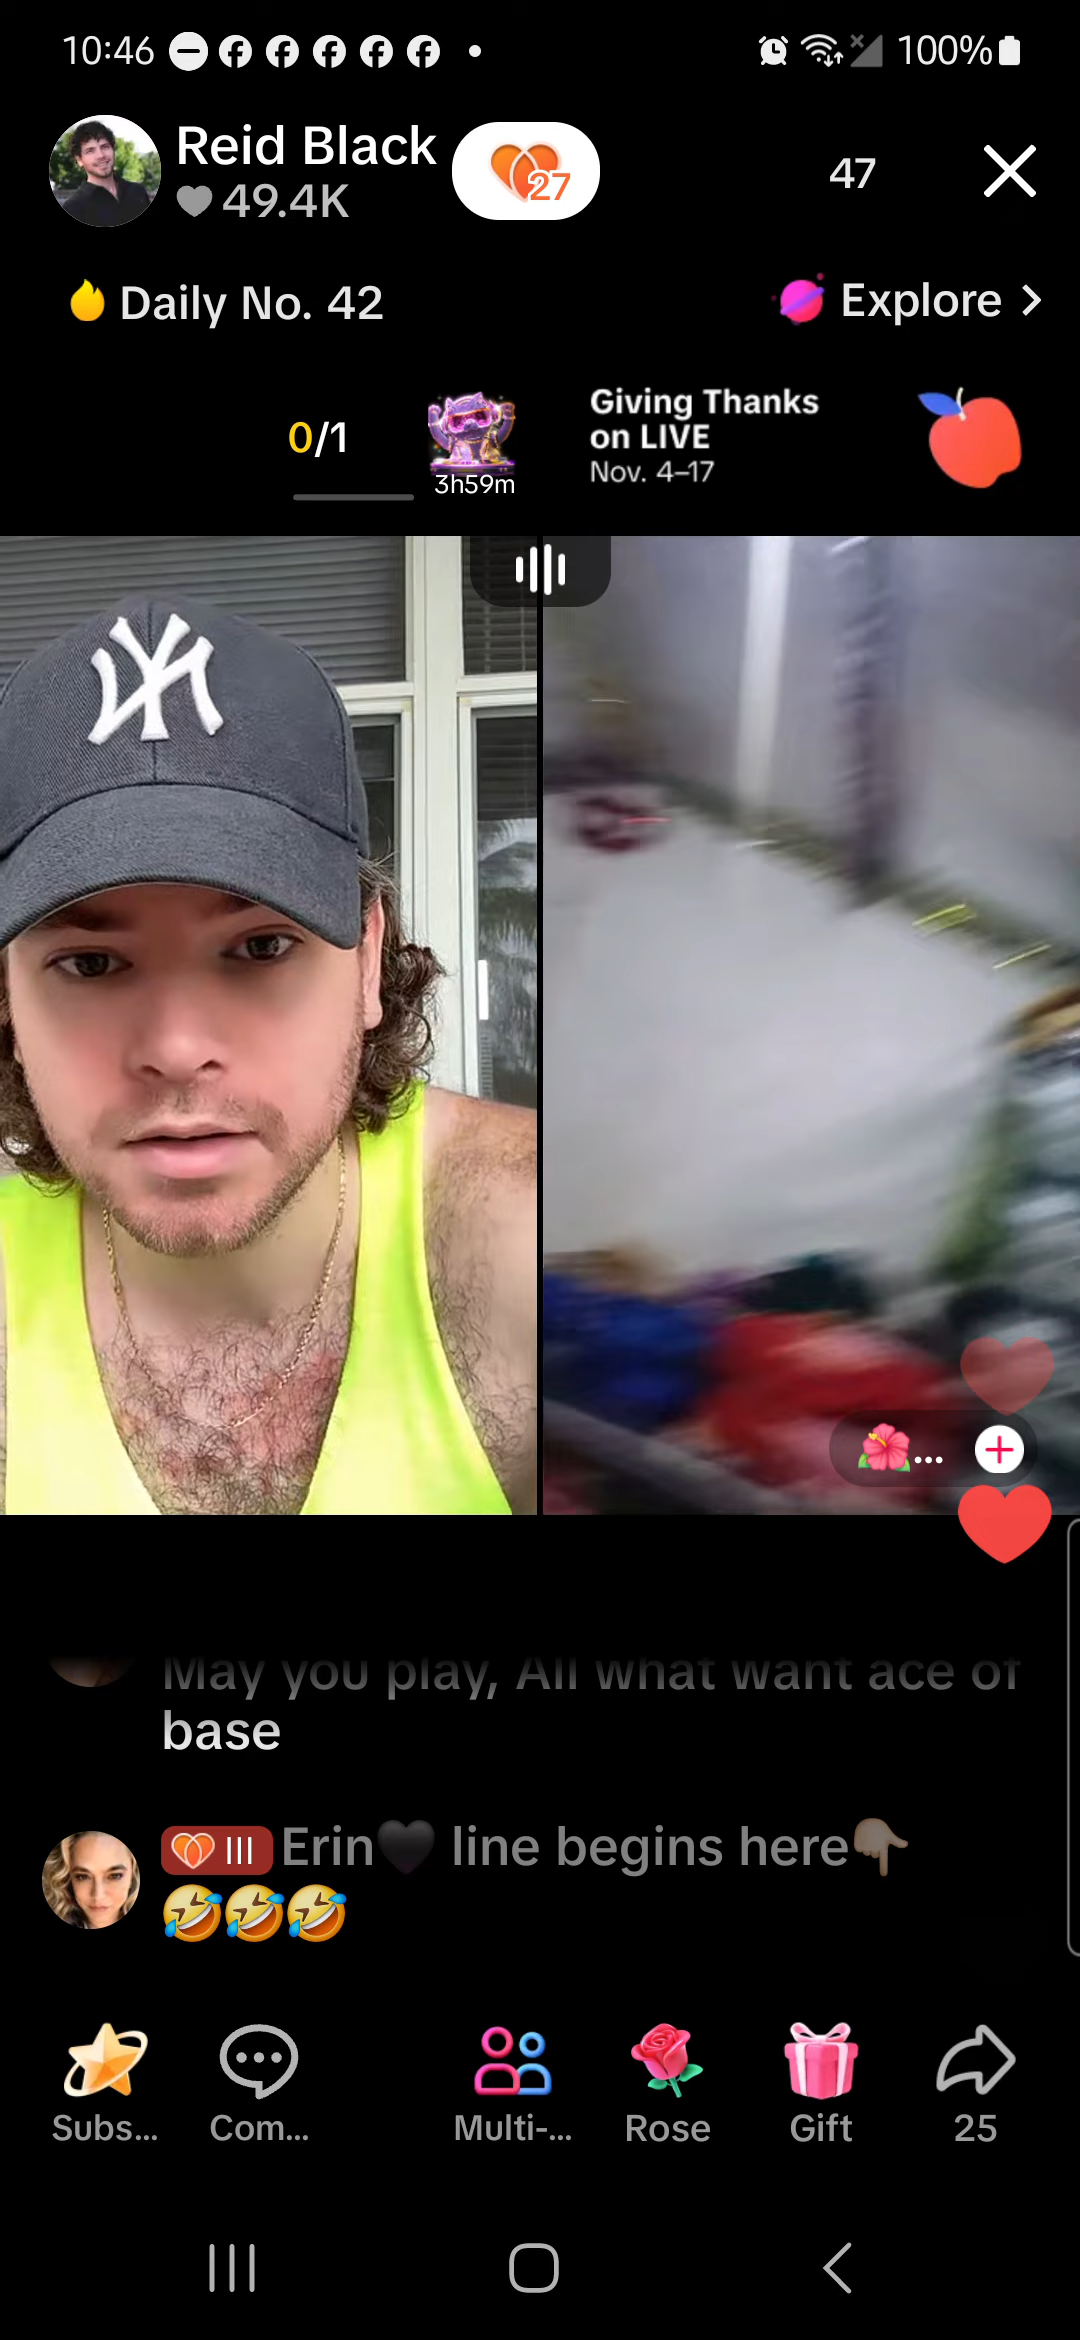 10:46
100%
Reid Black
49.4K
27
47
Daily No. 42
Explore
0/1
3h59m
Giving Thanks
on LIVE
Nov. 4–17
NY
...
May you play, All what want ace of
base
III Erin🖤 line begins here👇🏼
🤣🤣🤣
Subs...
Com...
Multi-...
Rose
Gift
25